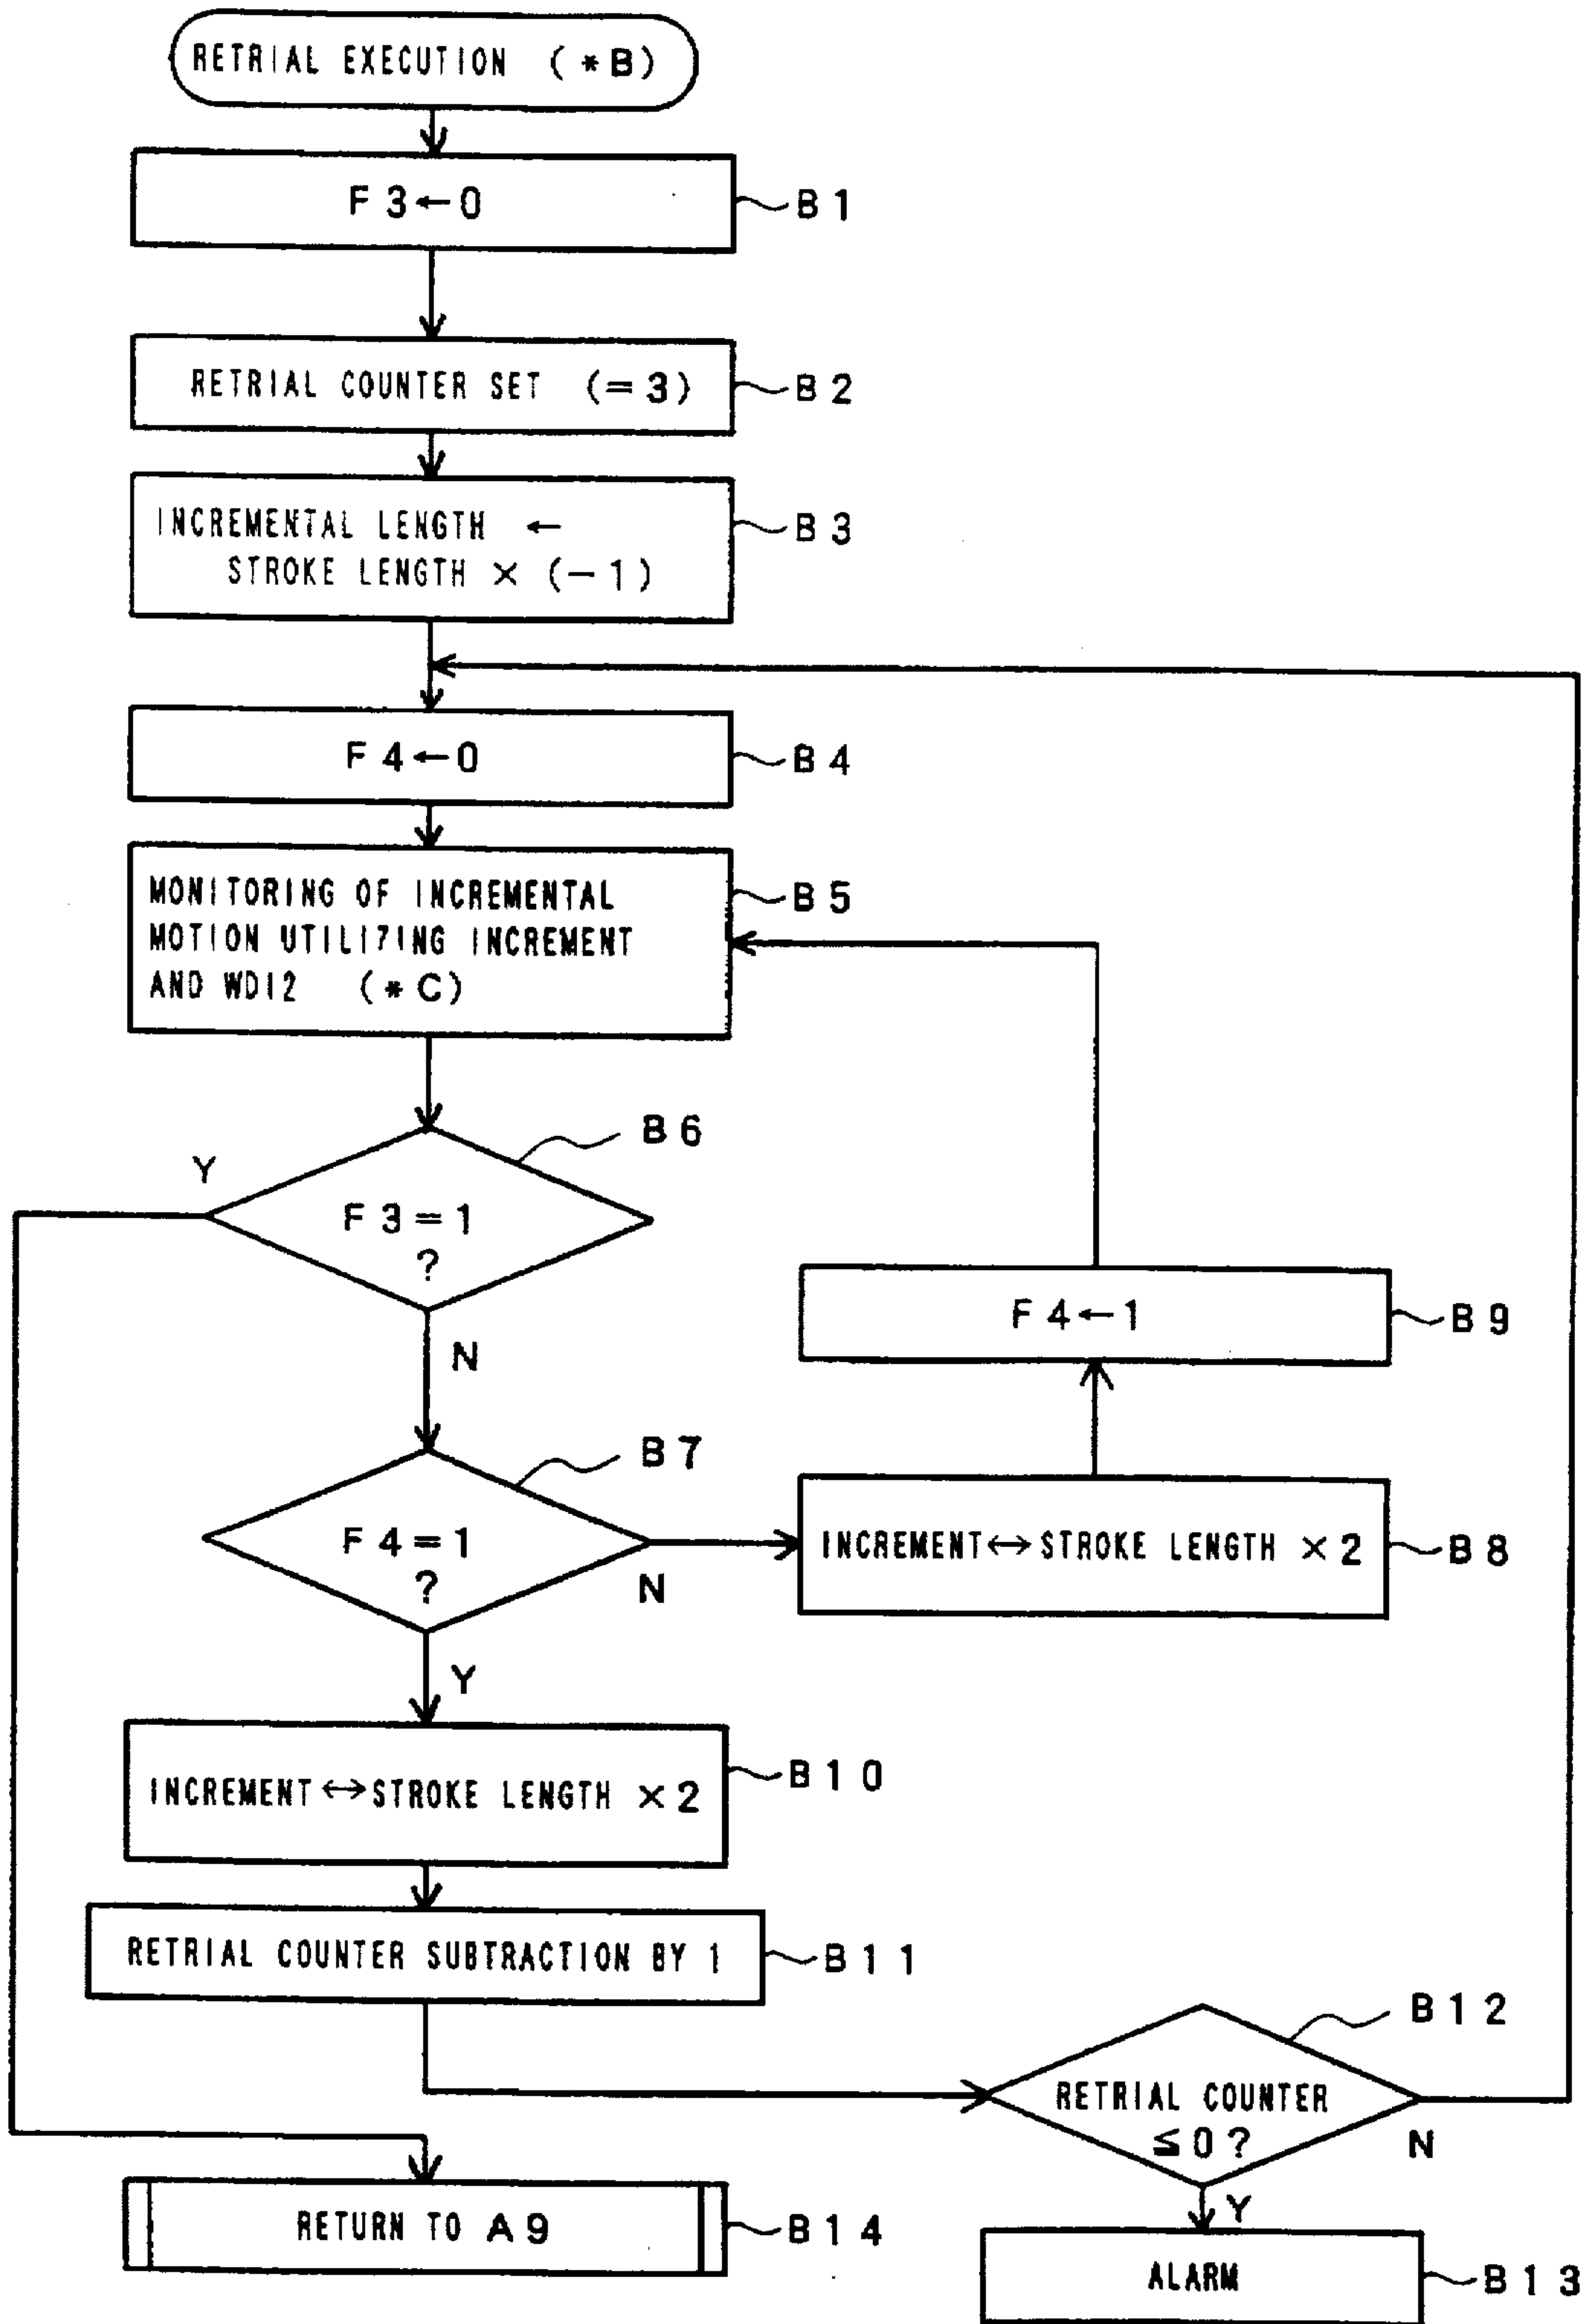 RETRIAL EXECUTION (*B)
F3←0
B1
RETRIAL COUNTER SET (=3)
B2
INCREMENTAL LENGTH ←
STROKE LENGTH × (-1)
B3
F4←0
B4
MONITORING OF INCREMENTAL
MOTION UTILIZING INCREMENT
AND WDI2 (*C)
B5
B6
Y
F3=1
?
N
F4←1
B9
B7
F4=1
?
N
INCREMENT↔STROKE LENGTH ×2
B8
Y
INCREMENT↔STROKE LENGTH ×2
B10
RETRIAL COUNTER SUBTRACTION BY 1
B11
B12
RETRIAL COUNTER
≦0?
N
Y
RETURN TO A9
B14
ALARM
B13